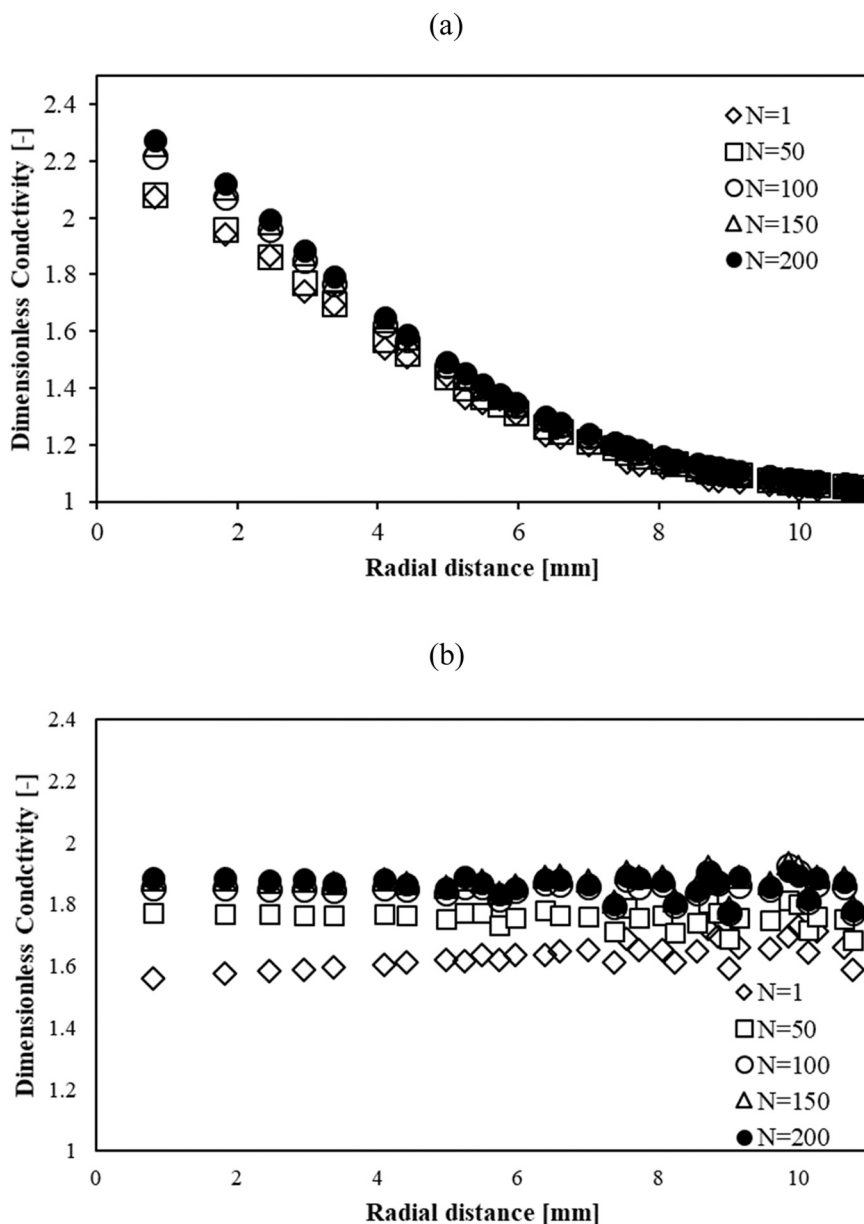 (a)
Dimensionless Condctivity [-]
2.4
2.2
2
1.8
1.6
1.4
1.2
1
0
2
4
6
8
10
Radial distance [mm]
N=1
N=50
N=100
N=150
N=200
(b)
Dimensionless Condctivity [-]
2.4
2.2
2
1.8
1.6
1.4
1.2
1
0
2
4
6
8
10
Radial distance [mm]
N=1
N=50
N=100
N=150
N=200